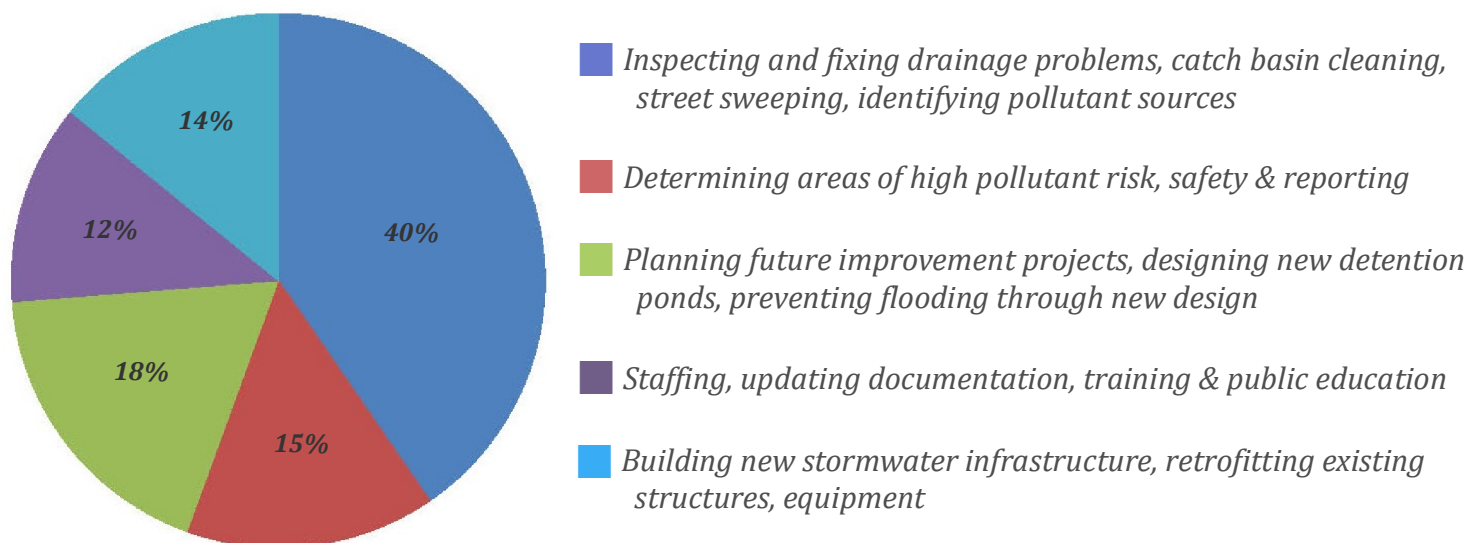 14%
12%
40%
18%
15%
Inspecting and fixing drainage problems, catch basin cleaning,
street sweeping, identifying pollutant sources
Determining areas of high pollutant risk, safety & reporting
Planning future improvement projects, designing new detention
ponds, preventing flooding through new design
Staffing, updating documentation, training & public education
Building new stormwater infrastructure, retrofitting existing
structures, equipment